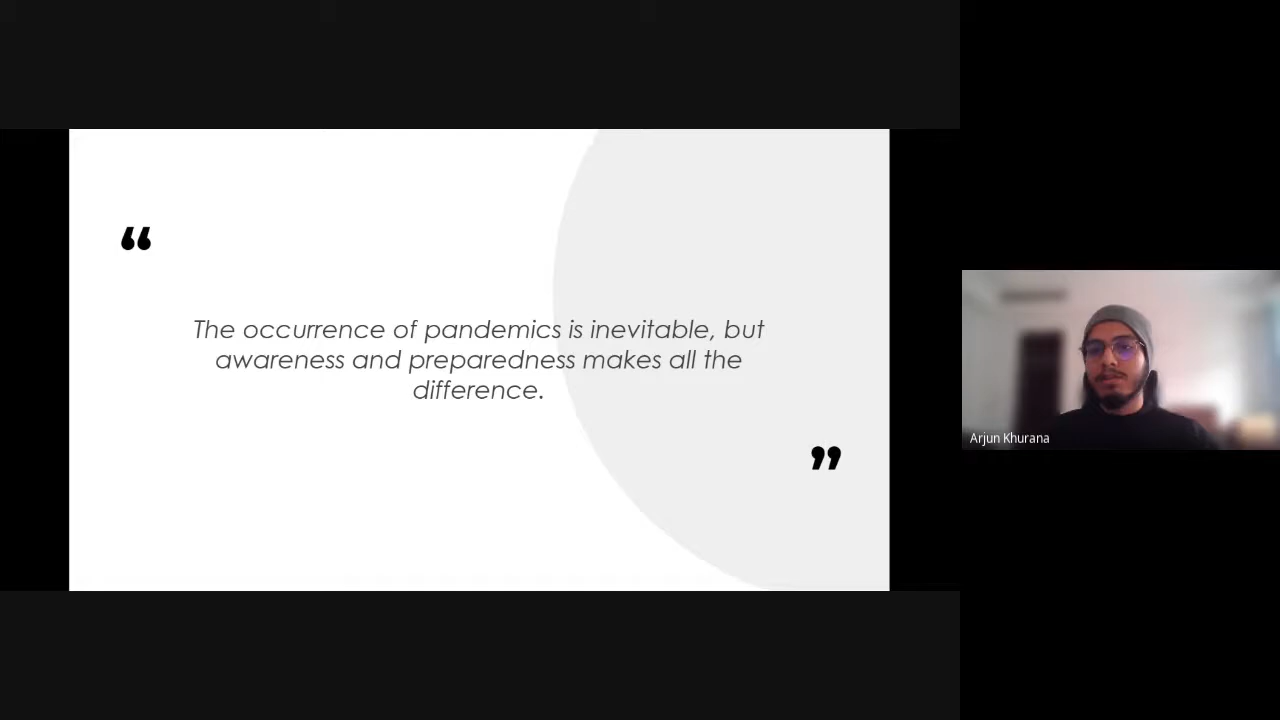 “
The occurrence of pandemics is inevitable, but
awareness and preparedness makes all the
difference.
”
Arjun Khurana